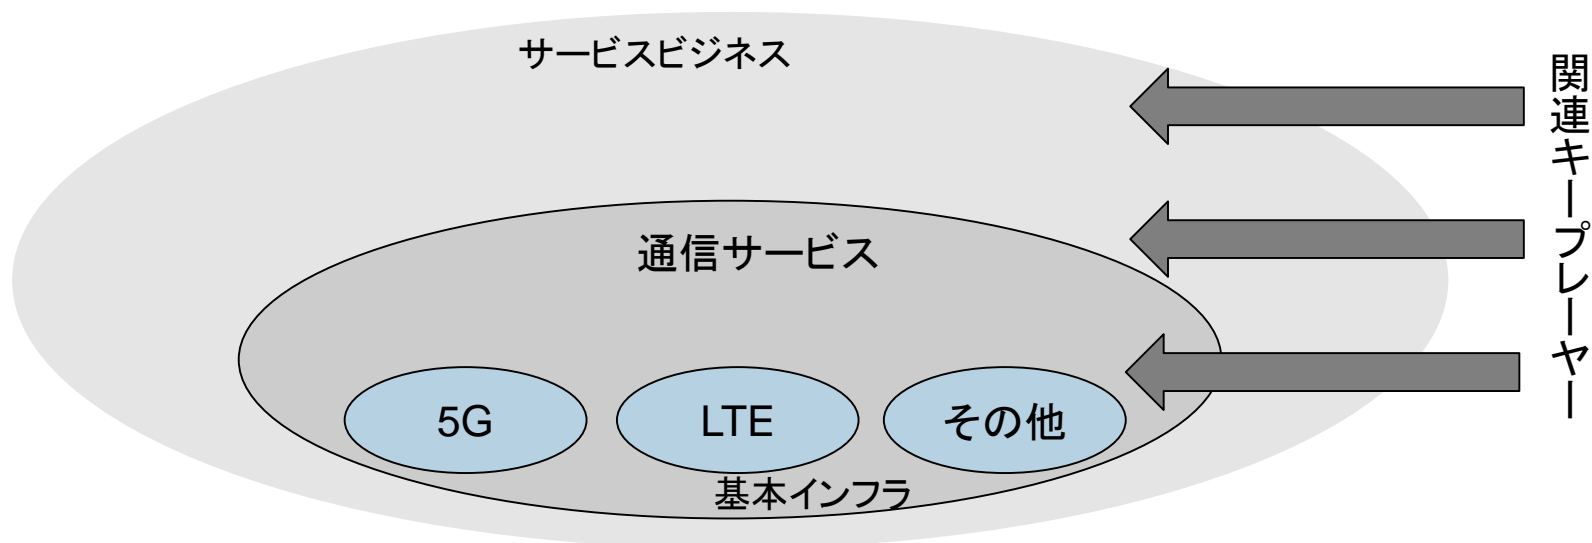 サービスビジネス
通信サービス
5G
LTE
その他
基本インフラ
関連キープレーヤー